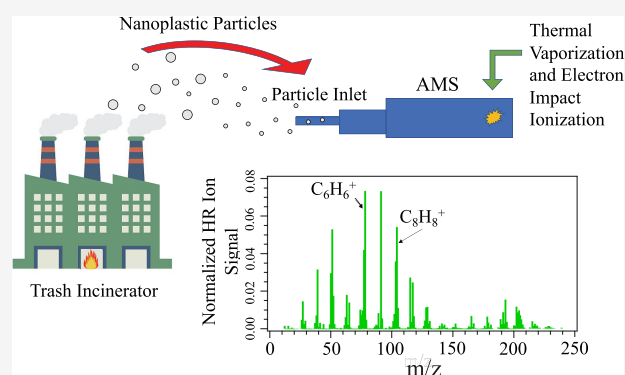 Nanoplastic Particles
Thermal
Vaporization
and Electron
Impact
Ionization
Particle Inlet
AMS
Trash Incinerator
Normalized HR Ion
Signal
0.08
0.06
0.04
0.02
0.00
C₆H₆⁺
C₈H₈⁺
0 50 100 150 200 250
m/z
m/z